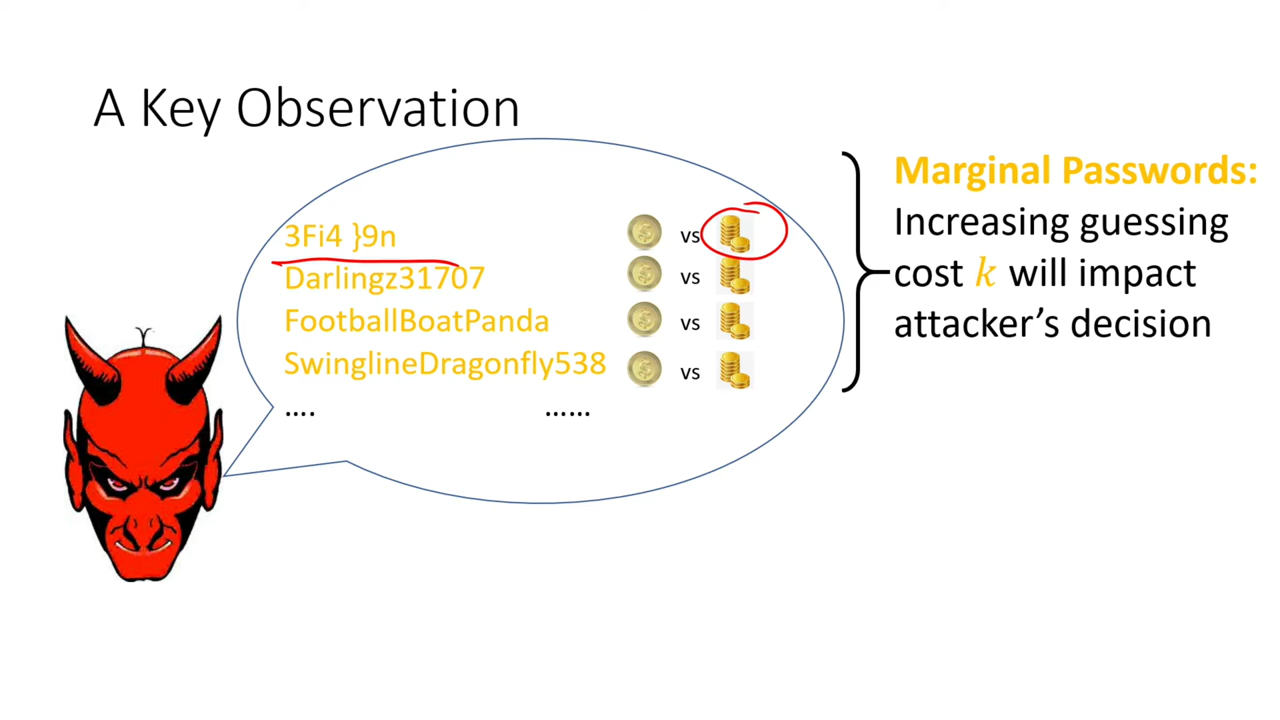 A Key Observation
3Fi4 }9n vs
Darlingz31707 vs
FootballBoatPanda vs
SwinglineDragonfly538 vs
.... ......
Marginal Passwords:
Increasing guessing
cost k will impact
attacker's decision